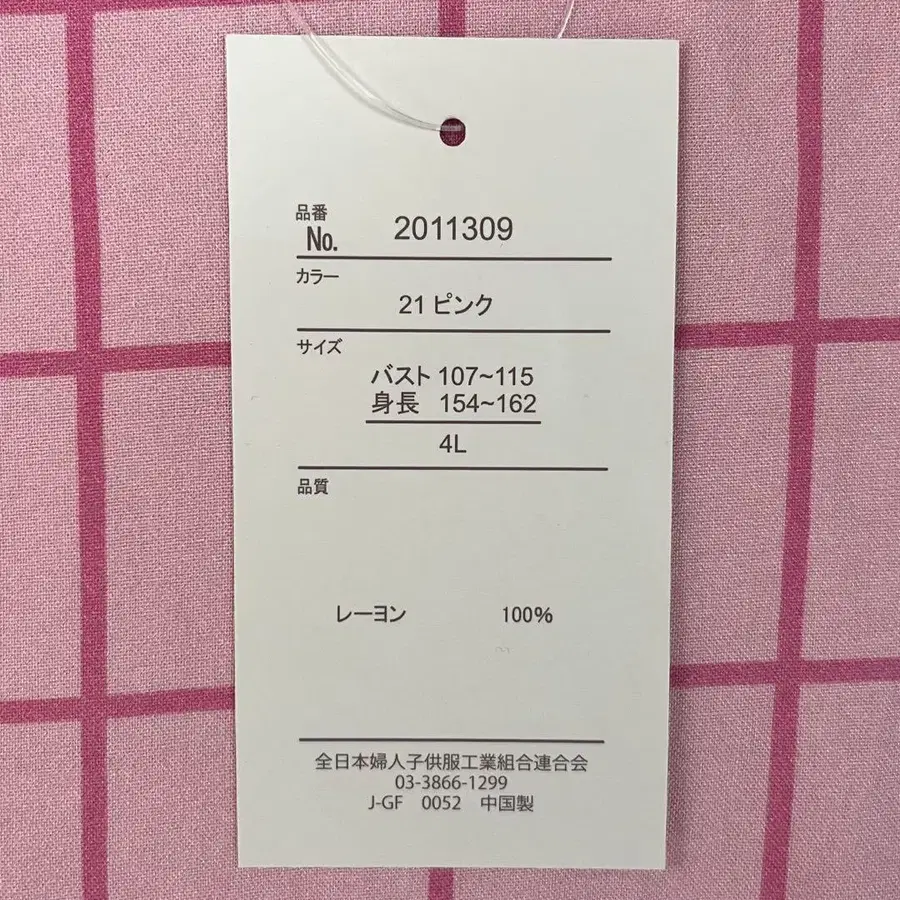 品番
No. 2011309
カラー
21 ピンク
サイズ
バスト 107~115
身長 154~162
4L
品質
レーヨン 100%
全日本婦人子供服工業組合連合会
03-3866-1299
J-GF 0052 中国製